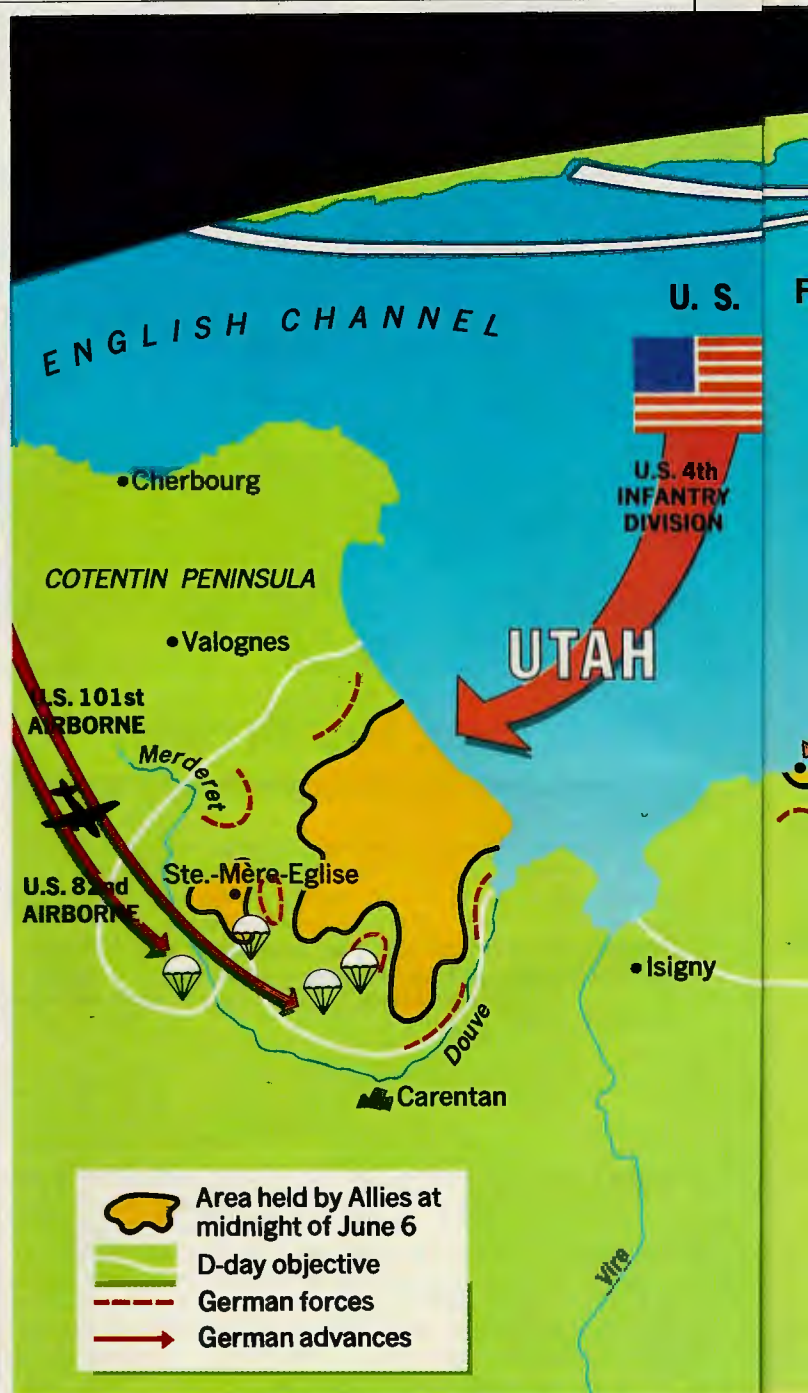 ENGLISH CHANNEL
U. S.
F
U.S. 4th
INFANTRY
DIVISION
Cherbourg
COTENTIN PENINSULA
Valognes
UTAH
U.S. 101st
AIRBORNE
Merderet
Ste.-Mère-Eglise
U.S. 82nd
AIRBORNE
Isigny
Douve
Carentan
Vire
Area held by Allies at
midnight of June 6
D-day objective
German forces
German advances